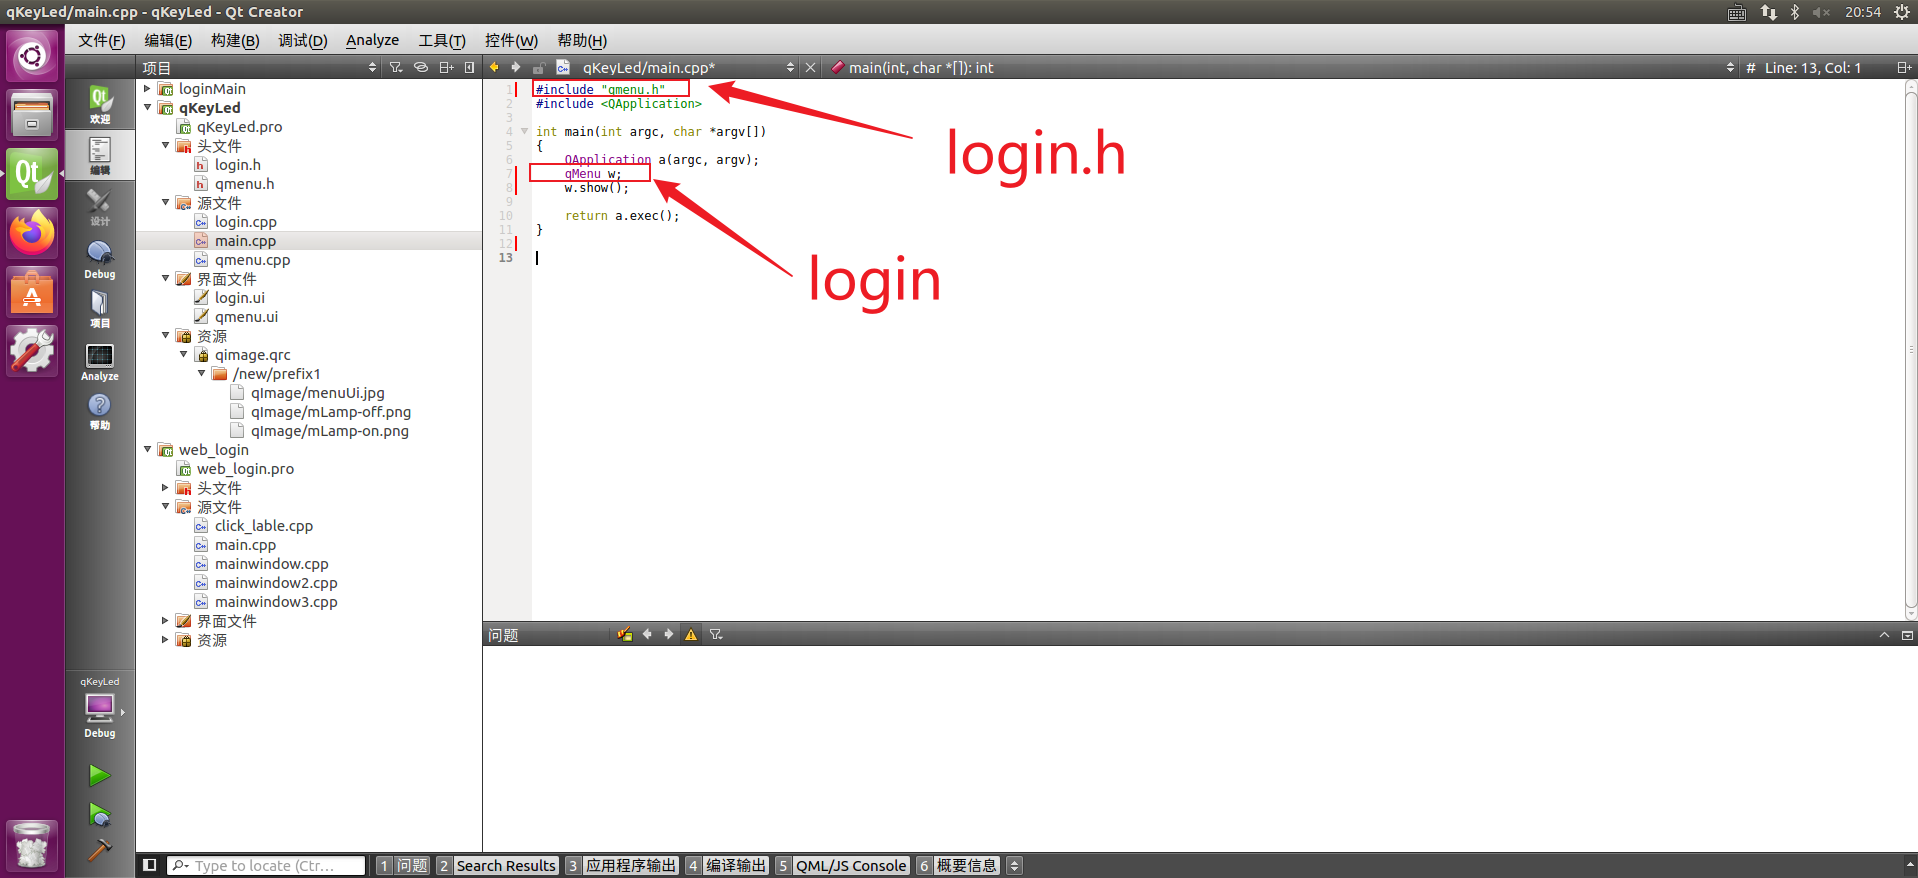 qKeyLed/main.cpp - qKeyLed - Qt Creator
20:54
文件(F) 编辑(E) 构建(B) 调试(D) Analyze 工具(T) 控件(W) 帮助(H)
项目
qKeyLed/main.cpp*
main(int, char *[]): int
# Line: 13, Col: 1
Qt
欢迎
编辑
设计
Debug
项目
Analyze
帮助
qKeyLed
Debug
loginMain
qKeyLed
qKeyLed.pro
头文件
login.h
qmenu.h
源文件
login.cpp
main.cpp
qmenu.cpp
界面文件
login.ui
qmenu.ui
资源
qimage.qrc
/new/prefix1
qImage/menuUi.jpg
qImage/mLamp-off.png
qImage/mLamp-on.png
web_login
web_login.pro
头文件
源文件
click_lable.cpp
main.cpp
mainwindow.cpp
mainwindow2.cpp
mainwindow3.cpp
界面文件
资源
1 #include "qmenu.h"
2 #include <QApplication>
3
4 int main(int argc, char *argv[])
5 {
6 QApplication a(argc, argv);
7 qMenu w;
8 w.show();
9
10 return a.exec();
11 }
12
13
login.h
login
问题
Type to locate (Ctr...
1 问题 2 Search Results 3 应用程序输出 4 编译输出 5 QML/JS Console 6 概要信息